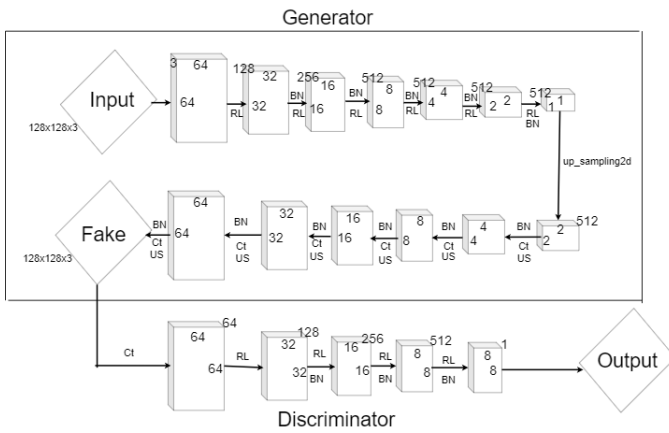 Generator
Input
128x128x3
3 64
64
RL
128 32
32
BN
RL
256 16
16
BN
RL
512 8
8
BN
RL
512 4
4
BN
RL
512 2
2
RL
BN
512 1
1
up_sampling2d
Fake
128x128x3
BN
Ct
US
64
64
BN
Ct
US
32
32
BN
Ct
US
16
16
BN
Ct
US
8
8
BN
Ct
US
4
4
BN
Ct
US
512
2
2
Ct
64 64
64
RL
128
32
32
RL
BN
256
16
16
RL
BN
512
8
8
RL
BN
1
8
8
Output
Discriminator